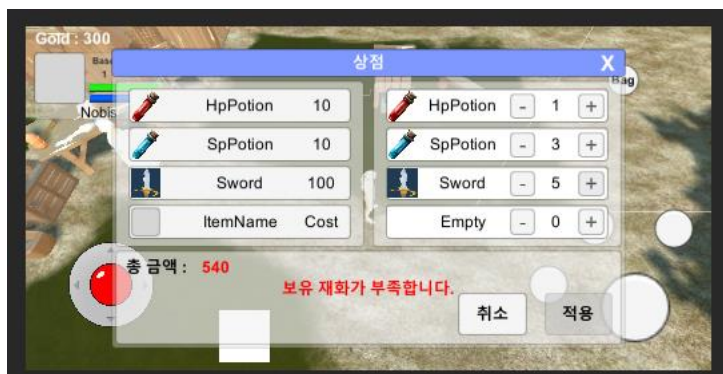 Gold : 300
상점
X
Base
1
Bag
Nobis
HpPotion 10
SpPotion 10
Sword 100
ItemName Cost
HpPotion - 1 +
SpPotion - 3 +
Sword - 5 +
Empty - 0 +
총 금액 : 540
보유 재화가 부족합니다.
취소
적용